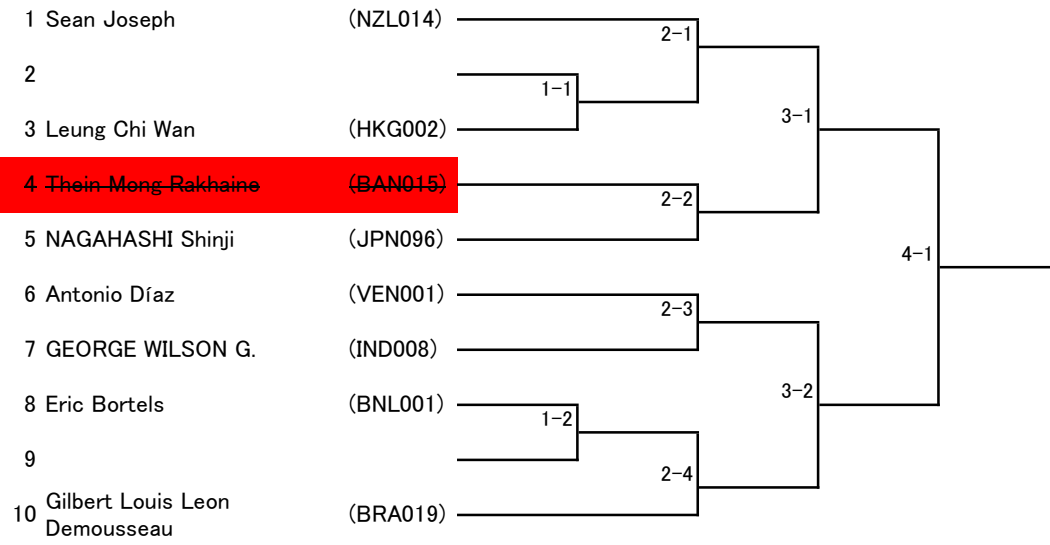 1 Sean Joseph (NZL014)
2-1
2
1-1
3 Leung Chi Wan (HKG002)
3-1
4 Thein Mong Rakhaine (BAN015)
2-2
5 NAGAHASHI Shinji (JPN096)
4-1
6 Antonio Díaz (VEN001)
2-3
7 GEORGE WILSON G. (IND008)
3-2
8 Eric Bortels (BNL001)
1-2
9
2-4
10 Gilbert Louis Leon
Demousseau (BRA019)